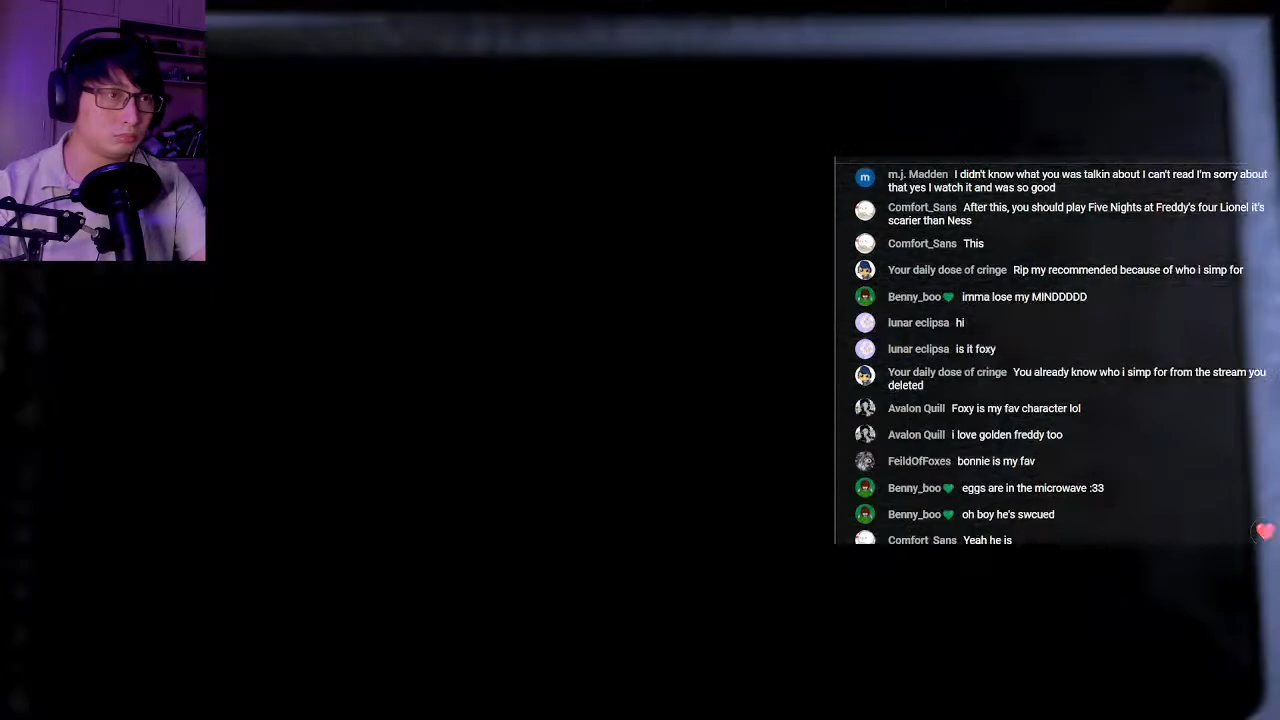 m
m.j. Madden I didn't know what you was talkin about I can't read I'm sorry about
that yes I watch it and was so good
Comfort_Sans After this, you should play Five Nights at Freddy's four Lionel it's
scarier than Ness
Comfort_Sans This
Your daily dose of cringe Rip my recommended because of who i simp for
Benny_boo💚 imma lose my MINDDDDD
lunar eclipsa hi
lunar eclipsa is it foxy
Your daily dose of cringe You already know who i simp for from the stream you
deleted
Avalon Quill Foxy is my fav character lol
Avalon Quill i love golden freddy too
FeildOfFoxes bonnie is my fav
Benny_boo💚 eggs are in the microwave :33
Benny_boo💚 oh boy he's swcued
Comfort_Sans Yeah he is